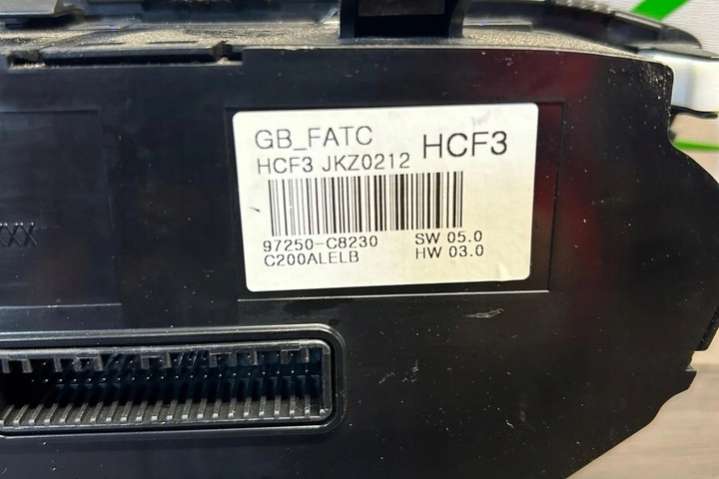 GB_FATC HCF3
HCF3 JKZ0212
97250-C8230 SW 05.0
C200ALELB HW 03.0